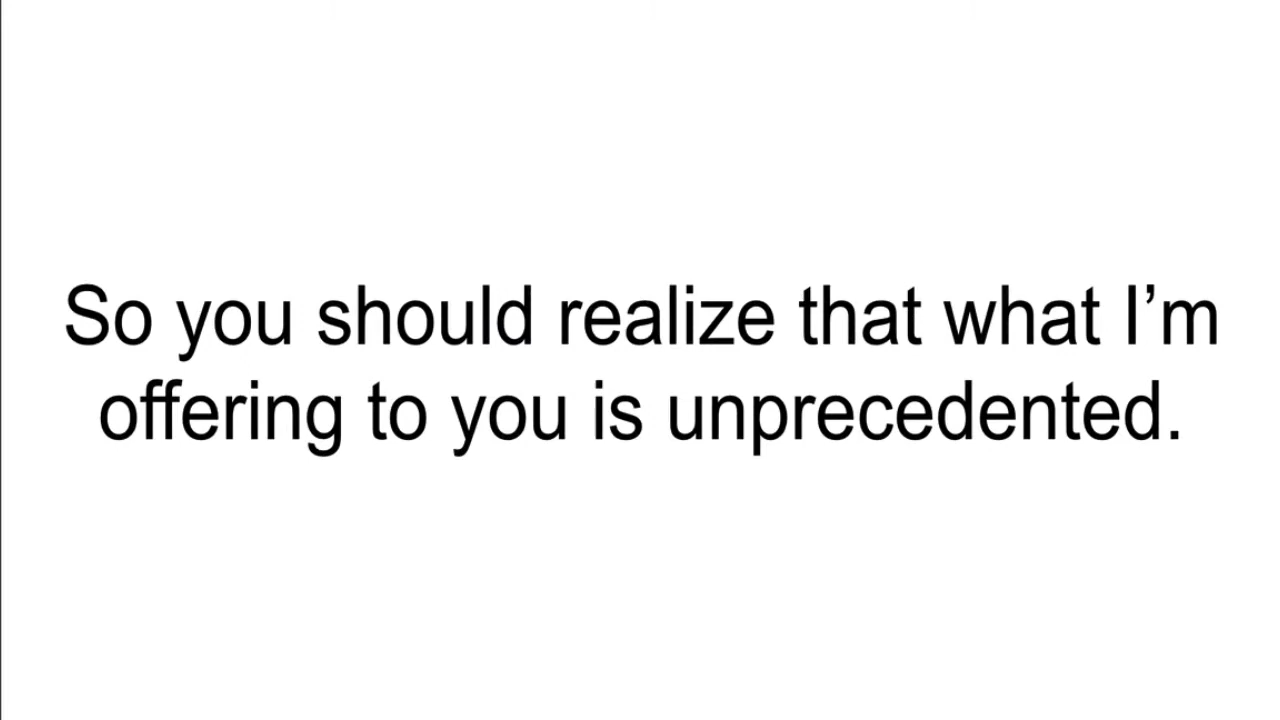 So you should realize that what I’m
offering to you is unprecedented.